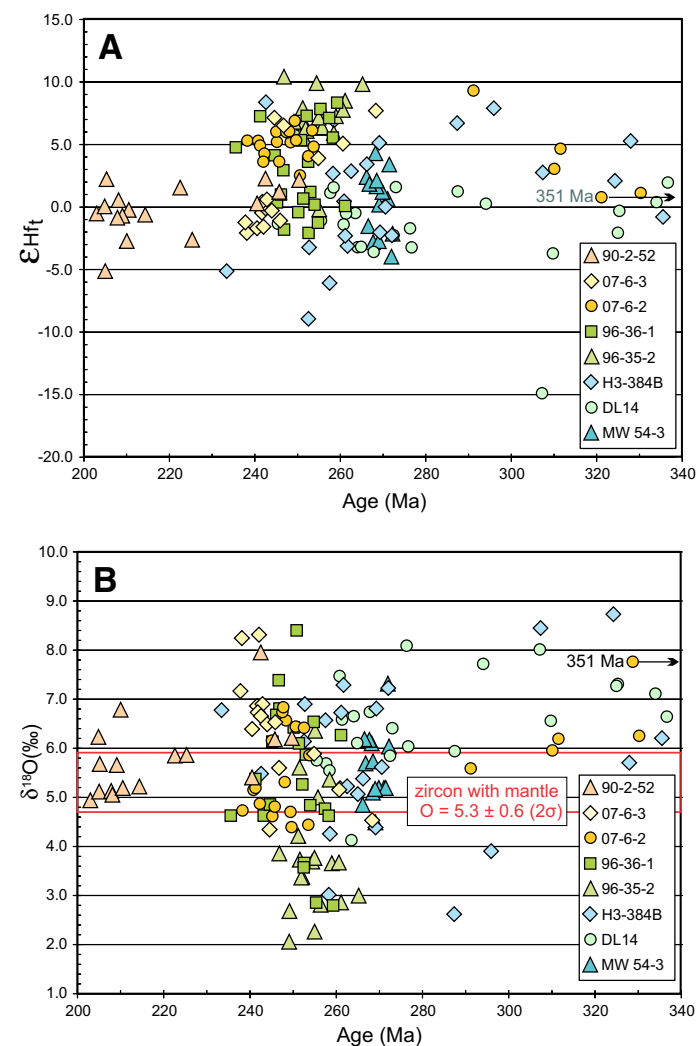 A
15.0
10.0
5.0
0.0
-5.0
-10.0
-15.0
-20.0
εHft
351 Ma
90-2-52
07-6-3
07-6-2
96-36-1
96-35-2
H3-384B
DL14
MW 54-3
200 220 240 260 280 300 320 340
Age (Ma)
B
10.0
9.0
8.0
7.0
6.0
5.0
4.0
3.0
2.0
1.0
δ18O(‰)
351 Ma
zircon with mantle
O = 5.3 ± 0.6 (2σ)
90-2-52
07-6-3
07-6-2
96-36-1
96-35-2
H3-384B
DL14
MW 54-3
200 220 240 260 280 300 320 340
Age (Ma)